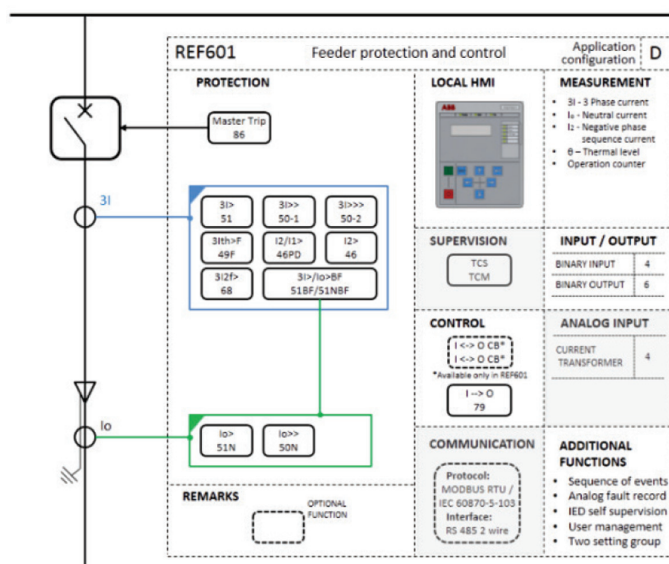 REF601
Feeder protection and control
Application
configuration
D
PROTECTION
Master Trip
86
3I
3I>
51
3I>>
50-1
3I>>>
50-2
3Ith>F
49F
I2/I1>
46PD
I2>
46
3I2f>
68
3I>/Io>BF
51BF/51NBF
Io
Io>
51N
Io>>
50N
REMARKS
OPTIONAL
FUNCTION
LOCAL HMI
ABB
SUPERVISION
TCS
TCM
CONTROL
I <-> O CB*
I <-> O CB*
*Available only in REF601
I --> O
79
COMMUNICATION
Protocol:
MODBUS RTU /
IEC 60870-5-103
Interface:
RS 485 2 wire
MEASUREMENT
• 3I - 3 Phase current
• Io - Neutral current
• I2 - Negative phase
sequence current
• θ – Thermal level
• Operation counter
INPUT / OUTPUT
BINARY INPUT 4
BINARY OUTPUT 6
ANALOG INPUT
CURRENT
TRANSFORMER 4
ADDITIONAL
FUNCTIONS
• Sequence of events
• Analog fault record
• IED self supervision
• User management
• Two setting group